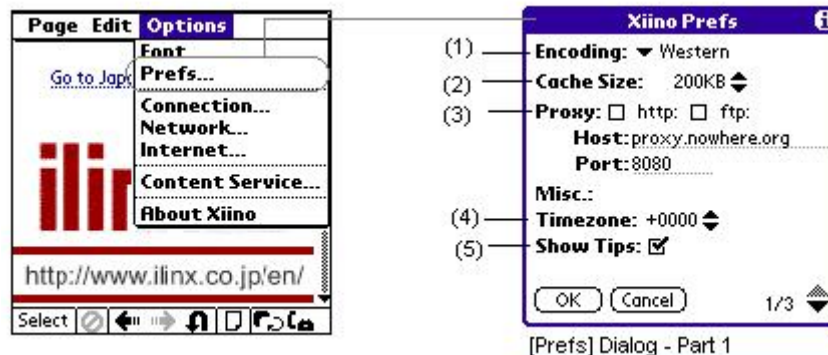 Page Edit Options
Font
Prefs...
Go to Jap
Connection...
Network...
Internet...
Content Service...
About Xiino
ilin
http://www.ilinx.co.jp/en/
Select
Xiino Prefs
(1) Encoding: Western
(2) Cache Size: 200KB
(3) Proxy: http: ftp:
Host: proxy.nowhere.org
Port: 8080
Misc.:
(4) Timezone: +0000
(5) Show Tips:
OK Cancel 1/3
[Prefs] Dialog - Part 1